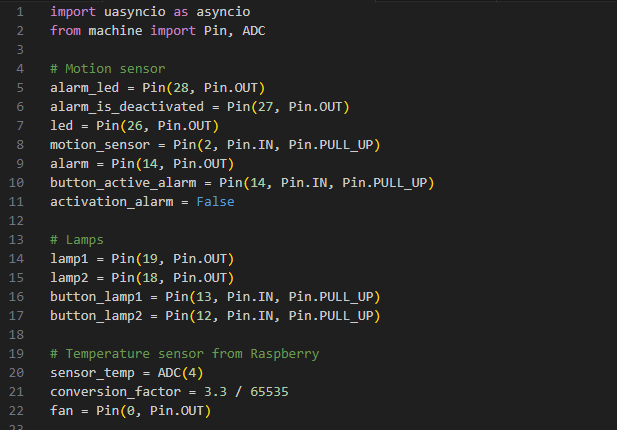 1 import uasyncio as asyncio
2 from machine import Pin, ADC
3
4 # Motion sensor
5 alarm_led = Pin(28, Pin.OUT)
6 alarm_is_deactivated = Pin(27, Pin.OUT)
7 led = Pin(26, Pin.OUT)
8 motion_sensor = Pin(2, Pin.IN, Pin.PULL_UP)
9 alarm = Pin(14, Pin.OUT)
10 button_active_alarm = Pin(14, Pin.IN, Pin.PULL_UP)
11 activation_alarm = False
12
13 # Lamps
14 lamp1 = Pin(19, Pin.OUT)
15 lamp2 = Pin(18, Pin.OUT)
16 button_lamp1 = Pin(13, Pin.IN, Pin.PULL_UP)
17 button_lamp2 = Pin(12, Pin.IN, Pin.PULL_UP)
18
19 # Temperature sensor from Raspberry
20 sensor_temp = ADC(4)
21 conversion_factor = 3.3 / 65535
22 fan = Pin(0, Pin.OUT)
23